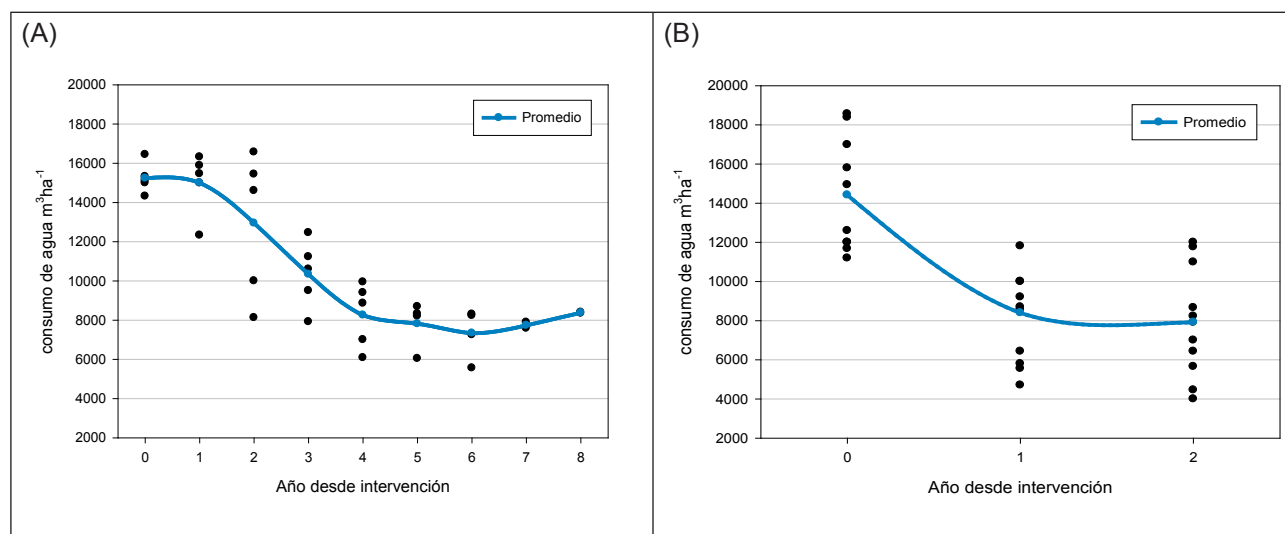 (A)
20000
18000
16000
14000
12000
10000
8000
6000
4000
2000
consumo de agua m³ha⁻¹
Promedio
0 1 2 3 4 5 6 7 8
Año desde intervención
(B)
20000
18000
16000
14000
12000
10000
8000
6000
4000
2000
consumo de agua m³ha⁻¹
Promedio
0 1 2
Año desde intervención